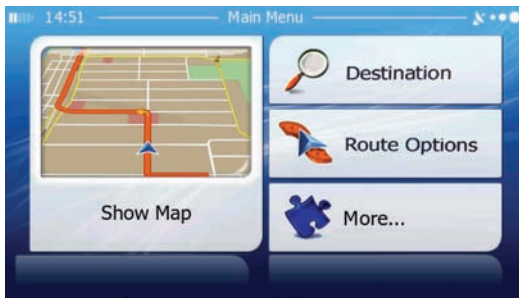 14:51
Main Menu
Destination
Route Options
Show Map
More...